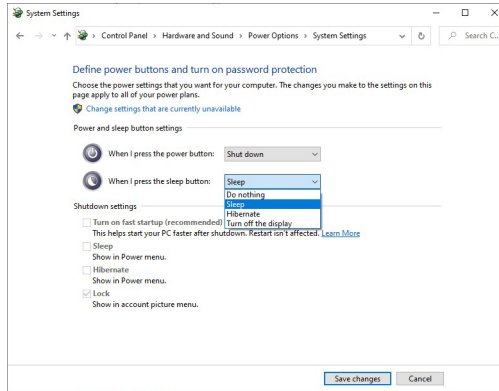 System Settings
Control Panel > Hardware and Sound > Power Options > System Settings
Search C...
Define power buttons and turn on password protection
Choose the power settings that you want for your computer. The changes you make to the settings on this
page apply to all of your power plans.
Change settings that are currently unavailable
Power and sleep button settings
When I press the power button: Shut down
When I press the sleep button: Sleep
Do nothing
Sleep
Hibernate
Turn off the display
Shutdown settings
Turn on fast startup (recommended)
This helps start your PC faster after shutdown. Restart isn't affected. Learn More
Sleep
Show in Power menu.
Hibernate
Show in Power menu.
Lock
Show in account picture menu.
Save changes Cancel